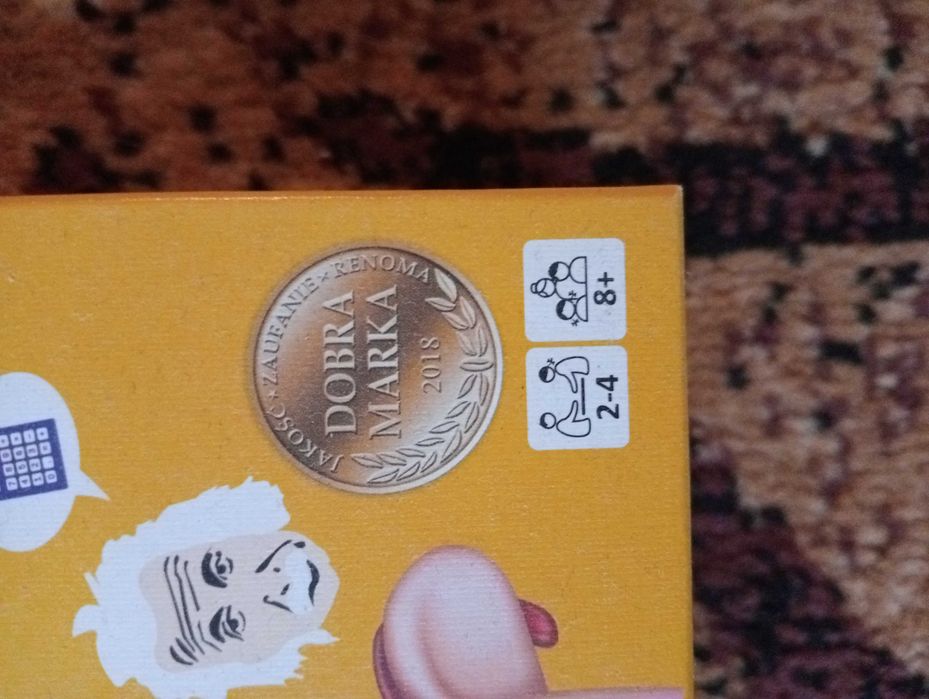 JAKOŚĆ × ZAUFANIE × RENOMA
DOBRA
MARKA
2018
8+
2-4